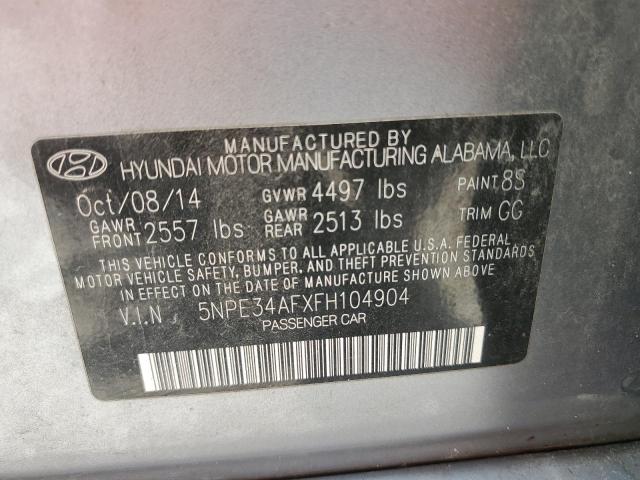 MANUFACTURED BY
HYUNDAI MOTOR MANUFACTURING ALABAMA, LLC
Oct/08/14 GVWR 4497 lbs PAINT 8S
GAWR FRONT 2557 lbs GAWR REAR 2513 lbs TRIM GG
THIS VEHICLE CONFORMS TO ALL APPLICABLE U.S.A. FEDERAL
MOTOR VEHICLE SAFETY, BUMPER, AND THEFT PREVENTION STANDARDS
IN EFFECT ON THE DATE OF MANUFACTURE SHOWN ABOVE.
V.I.N 5NPE34AFXFH104904
PASSENGER CAR